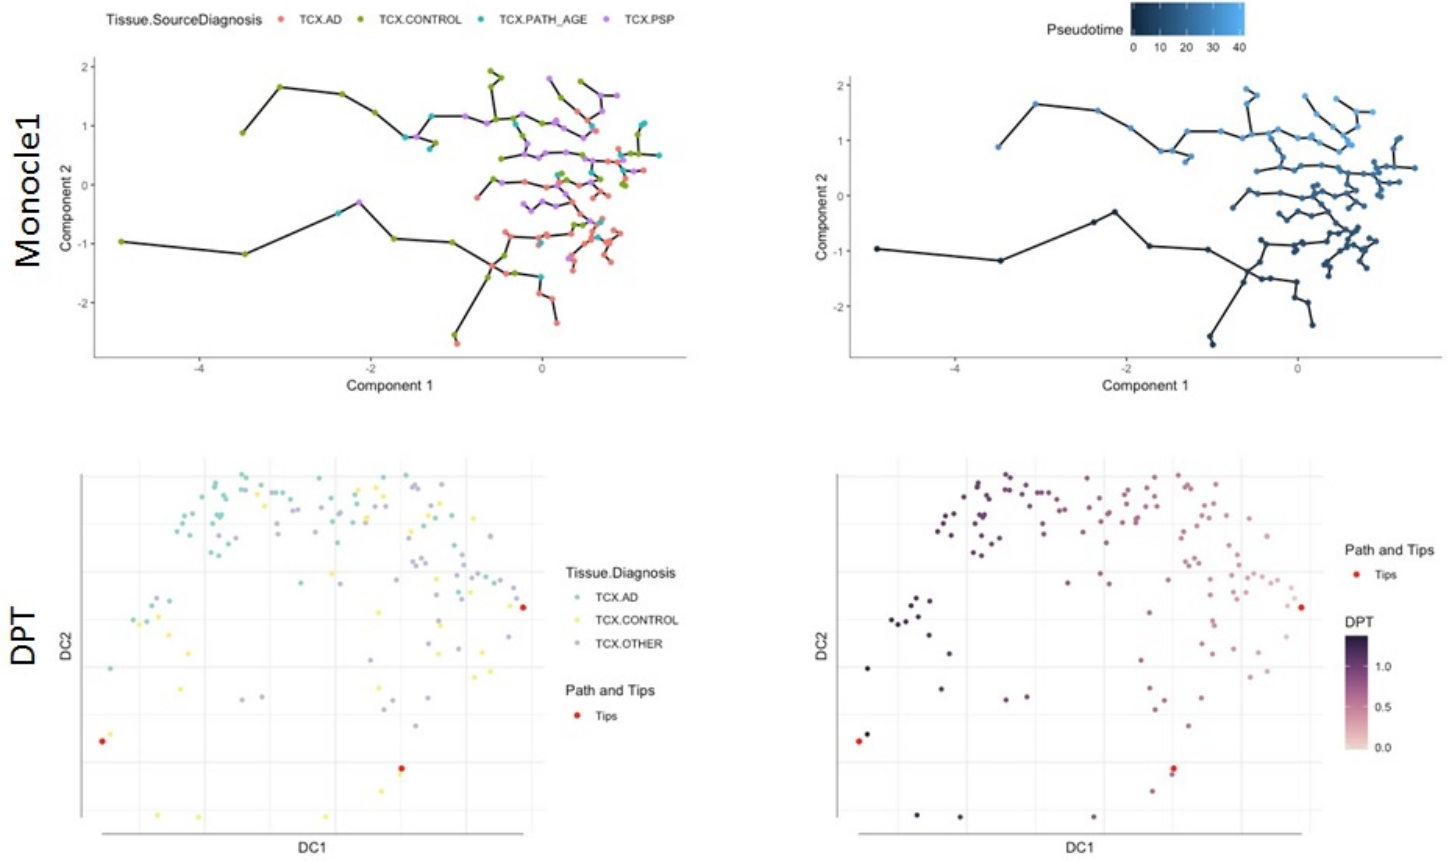 Tissue.SourceDiagnosis TCX.AD TCX.CONTROL TCX.PATH_AGE TCX.PSP
Monocle1
Component 2
2
1
0
-1
-2
-4 -2 0
Component 1
Pseudotime
0 10 20 30 40
Component 2
2
1
0
-1
-2
-4 -2 0
Component 1
DPT
DC2
DC1
Tissue.Diagnosis
TCX.AD
TCX.CONTROL
TCX.OTHER
Path and Tips
Tips
DC2
DC1
Path and Tips
Tips
DPT
1.0
0.5
0.0